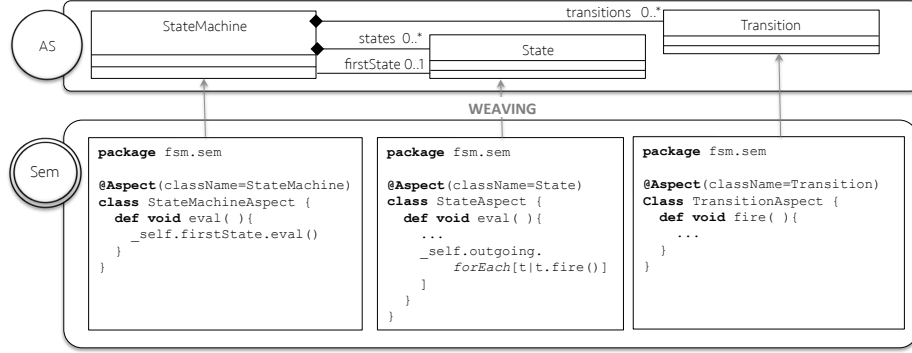 AS
StateMachine
transitions 0..*
Transition
states 0..*
State
firstState 0..1
WEAVING
Sem
package fsm.sem
@Aspect(className=StateMachine)
class StateMachineAspect {
def void eval( ){
_self.firstState.eval()
}
}
package fsm.sem
@Aspect(className=State)
class StateAspect {
def void eval( ){
...
_self.outgoing.
forEach[t|t.fire()]
]
}
}
package fsm.sem
@Aspect(className=Transition)
Class TransitionAspect {
def void fire( ){
...
}
}